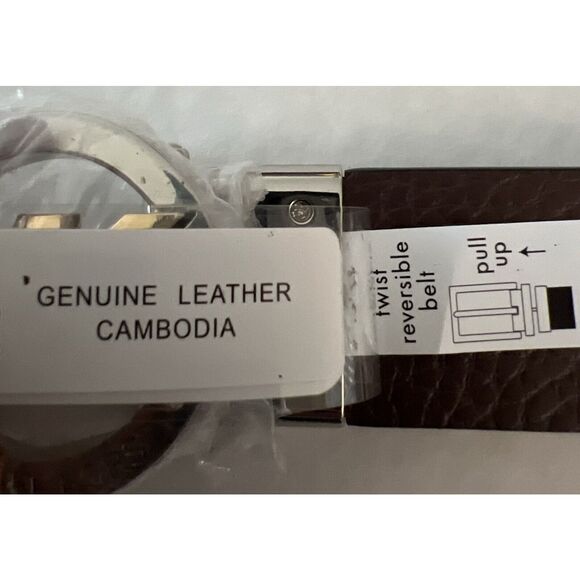 GENUINE LEATHER
CAMBODIA
twist
reversible
belt
pull
up